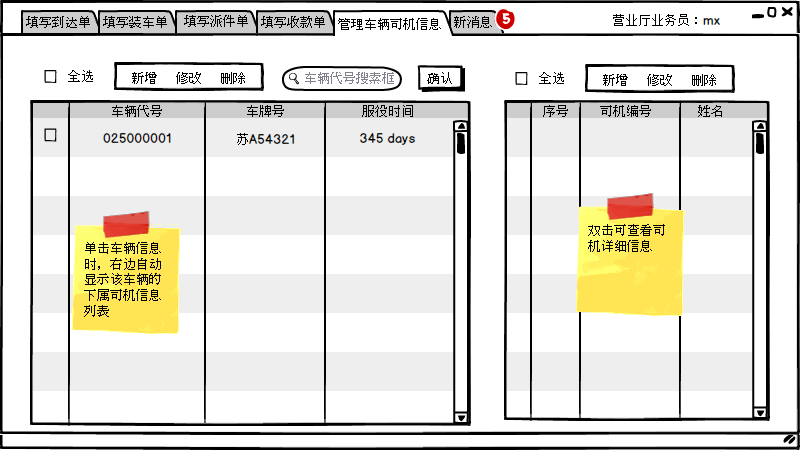 填写到达单 填写装车单 填写派件单 填写收款单 管理车辆司机信息 新消息 5 营业厅业务员：mx
全选 新增 修改 删除 车辆代号搜索框 确认 全选 新增 修改 删除
车辆代号 车牌号 服役时间 序号 司机编号 姓名
025000001 苏A54321 345 days
单击车辆信息
时，右边自动
显示该车辆的
下属司机信息
列表
双击可查看司
机详细信息